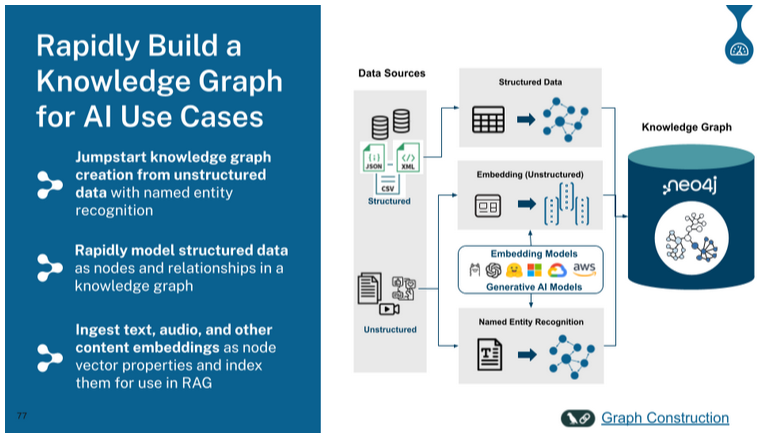 Rapidly Build a
Knowledge Graph
for AI Use Cases
Jumpstart knowledge graph
creation from unstructured
data with named entity
recognition
Rapidly model structured data
as nodes and relationships in a
knowledge graph
Ingest text, audio, and other
content embeddings as node
vector properties and index
them for use in RAG
77
Data Sources
JSON
XML
CSV
Structured
Unstructured
Structured Data
Embedding (Unstructured)
Embedding Models
aws
Generative AI Models
Named Entity Recognition
Knowledge Graph
neo4j
Graph Construction